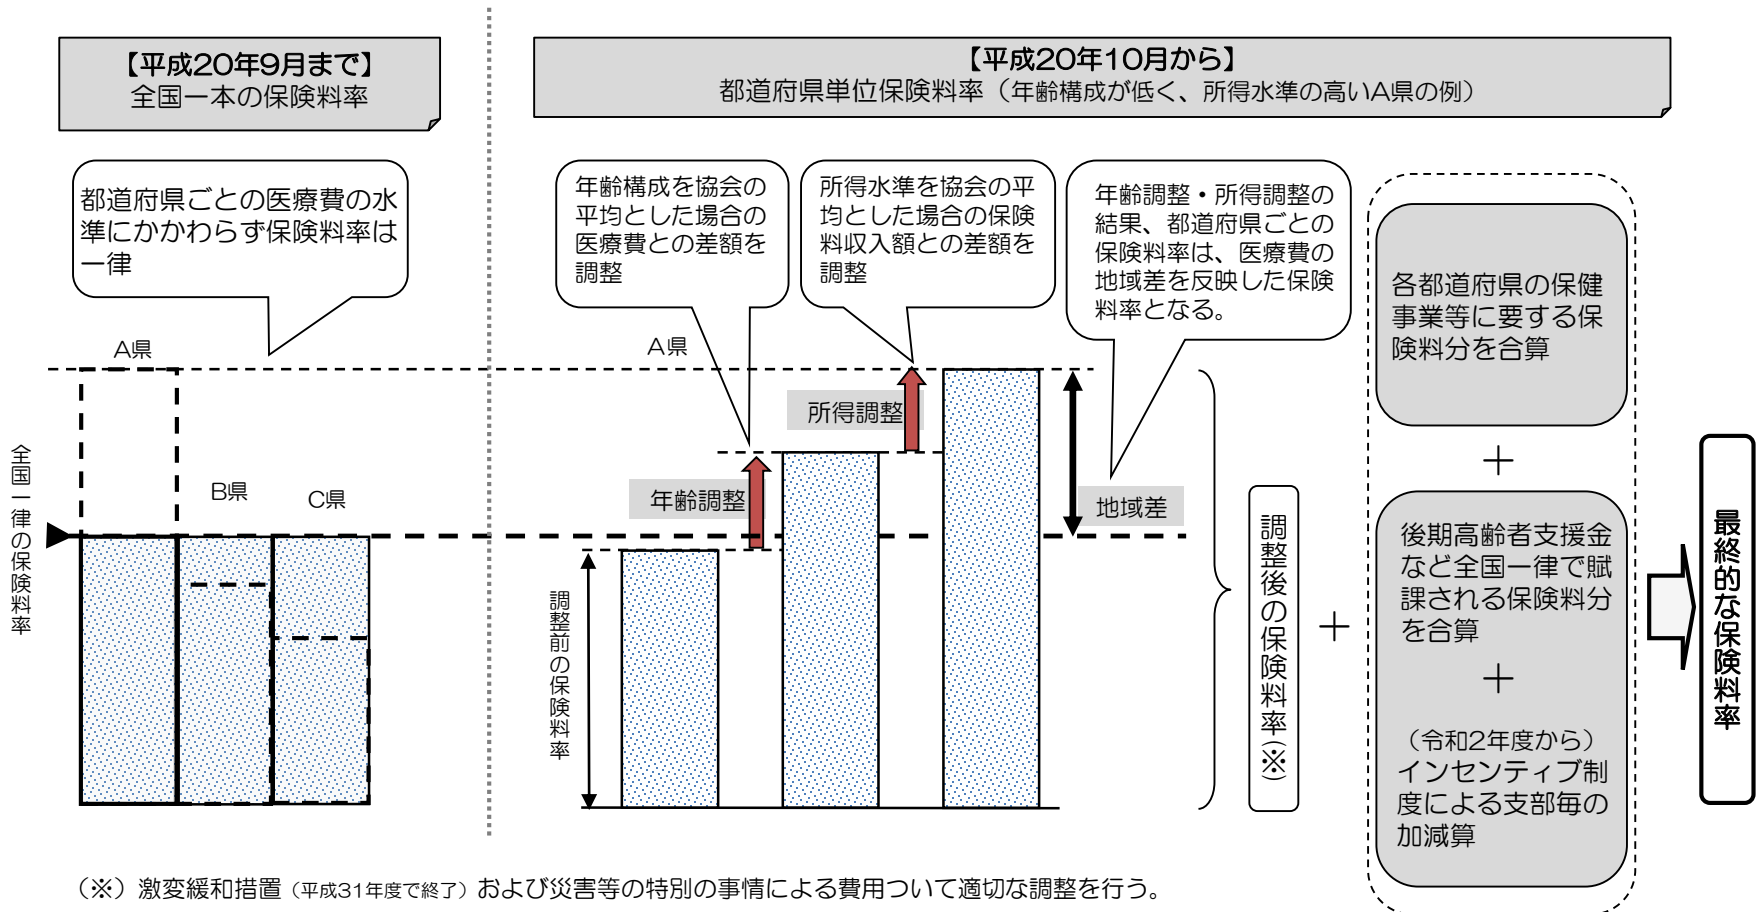 【平成20年9月まで】
全国一本の保険料率
【平成20年10月から】
都道府県単位保険料率（年齢構成が低く、所得水準の高いA県の例）
都道府県ごとの医療費の水
準にかかわらず保険料率は
一律
年齢構成を協会の
平均とした場合の
医療費との差額を
調整
所得水準を協会の平
均とした場合の保険
料収入額との差額を
調整
年齢調整・所得調整の
結果、都道府県ごとの
保険料率は、医療費の
地域差を反映した保険
料率となる。
各都道府県の保健
事業等に要する保
険料分を合算
A県
B県
C県
全国一律の保険料率
A県
所得調整
年齢調整
地域差
調整前の保険料率
調整後の保険料率（※）
＋
＋
後期高齢者支援金
など全国一律で賦
課される保険料分
を合算
＋
（令和2年度から）
インセンティブ制
度による支部毎の
加減算
最終的な保険料率
（※）激変緩和措置（平成31年度で終了）および災害等の特別の事情による費用ついて適切な調整を行う。